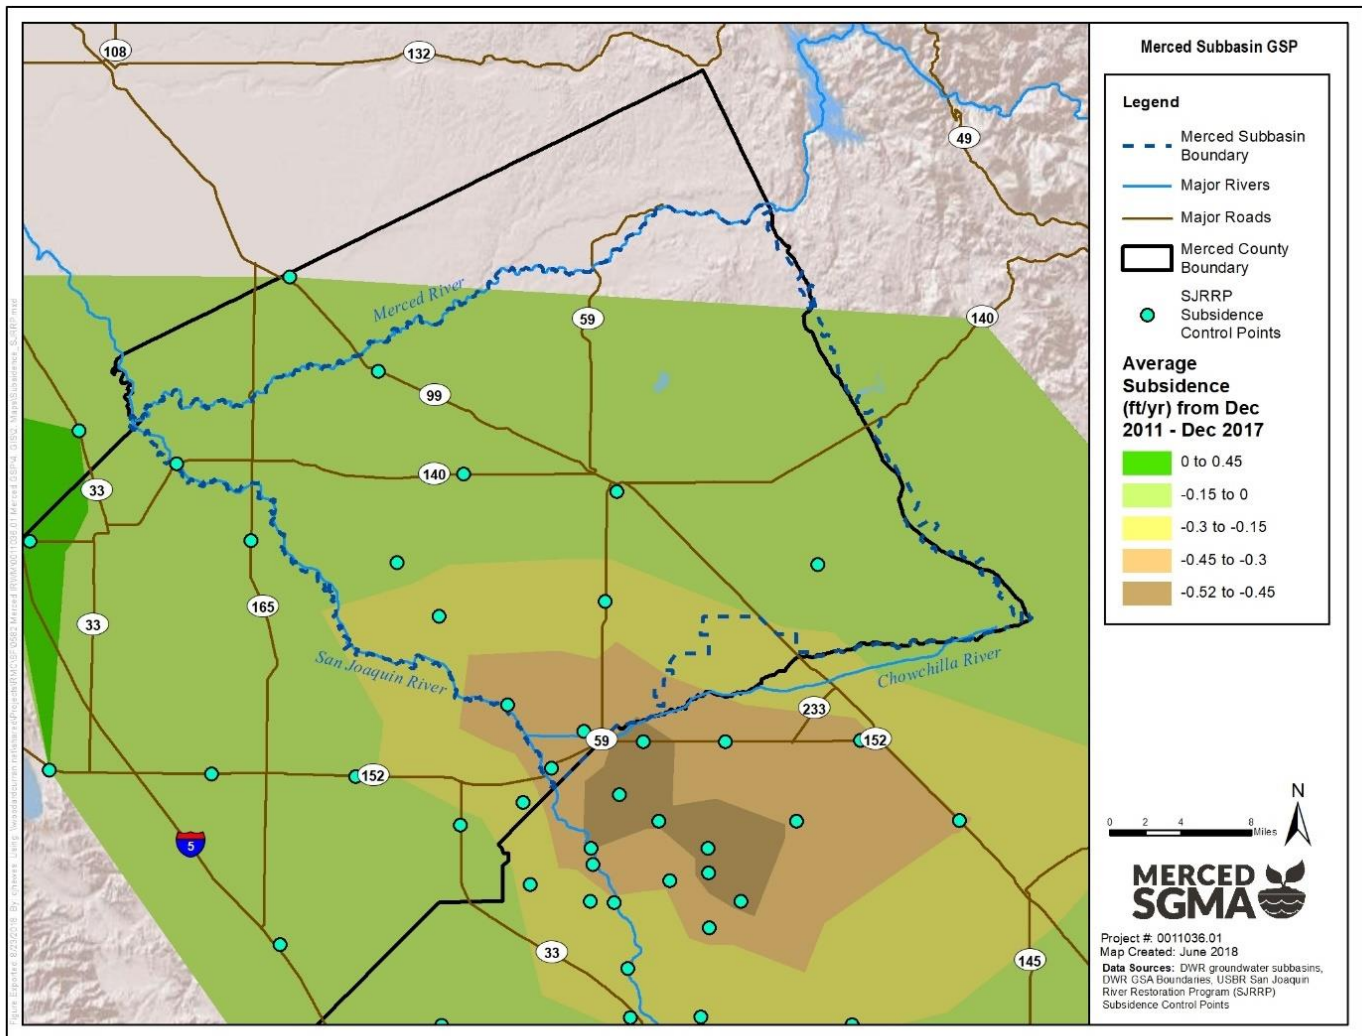 Merced Subbasin GSP
Legend
Merced Subbasin
Boundary
Major Rivers
Major Roads
Merced County
Boundary
SJRRP
Subsidence
Control Points
Average
Subsidence
(ft/yr) from Dec
2011 - Dec 2017
0 to 0.45
-0.15 to 0
-0.3 to -0.15
-0.45 to -0.3
-0.52 to -0.45
108
132
49
Merced River
59
140
99
140
33
165
33
San Joaquin River
Chowchilla River
233
59
152
152
5
33
145
N
0 2 4 8
Miles
MERCED
SGMA
Project #: 0011036.01
Map Created: June 2018
Data Sources: DWR groundwater subbasins,
DWR GSA Boundaries, USBR San Joaquin
River Restoration Program (SJRRP)
Subsidence Control Points